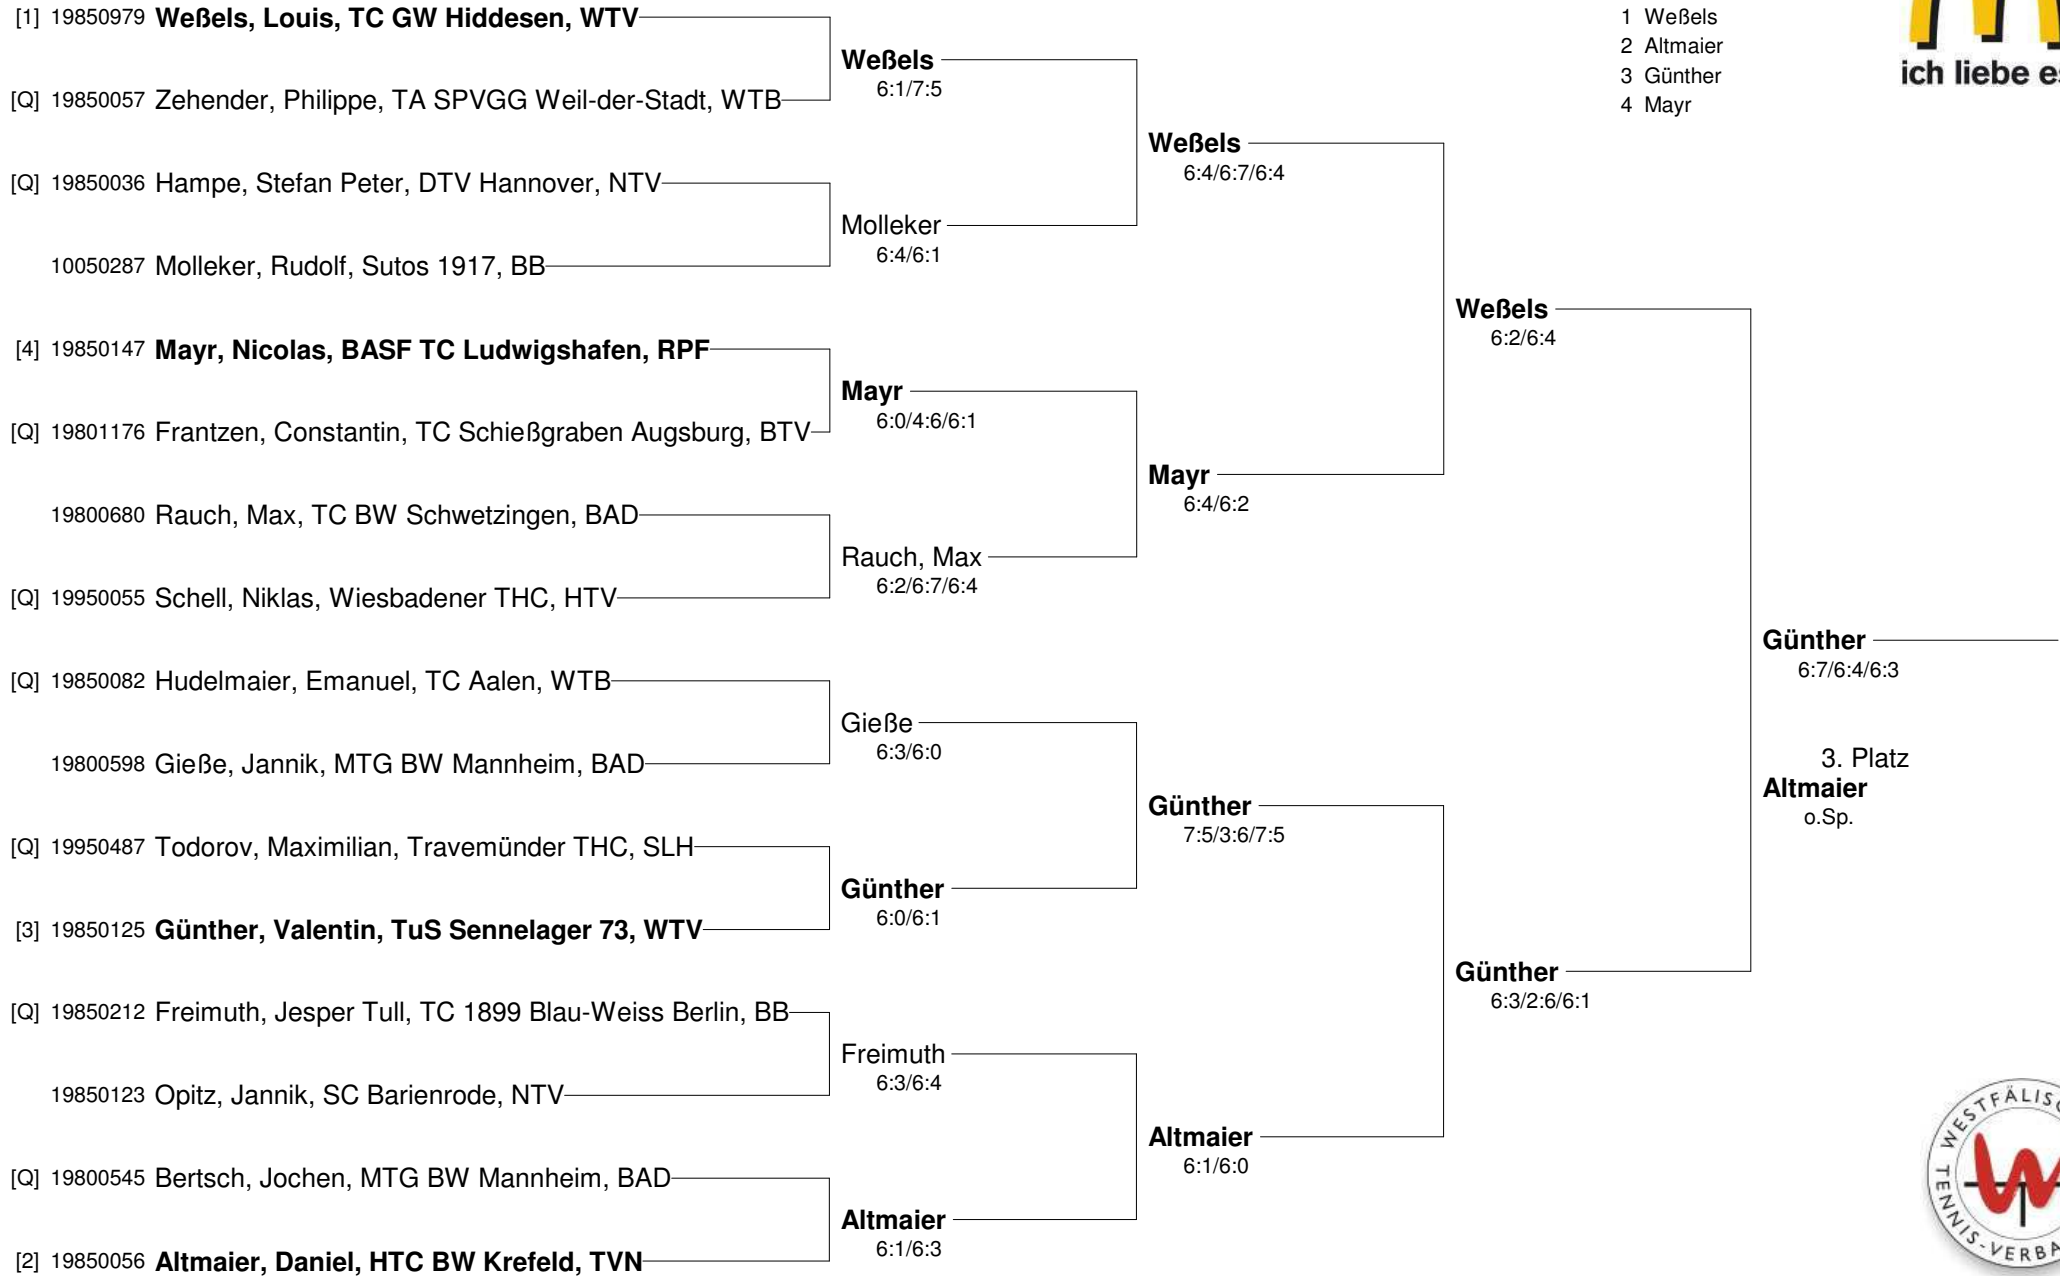 [1] 19850979 Weßels, Louis, TC GW Hiddesen, WTV
[Q] 19850057 Zehender, Philippe, TA SPVGG Weil-der-Stadt, WTB
[Q] 19850036 Hampe, Stefan Peter, DTV Hannover, NTV
10050287 Molleker, Rudolf, Sutos 1917, BB
[4] 19850147 Mayr, Nicolas, BASF TC Ludwigshafen, RPF
[Q] 19801176 Frantzen, Constantin, TC Schießgraben Augsburg, BTV
19800680 Rauch, Max, TC BW Schwetzingen, BAD
[Q] 19950055 Schell, Niklas, Wiesbadener THC, HTV
[Q] 19850082 Hudelmaier, Emanuel, TC Aalen, WTB
19800598 Gieße, Jannik, MTG BW Mannheim, BAD
[Q] 19950487 Todorov, Maximilian, Travemünder THC, SLH
[3] 19850125 Günther, Valentin, TuS Sennelager 73, WTV
[Q] 19850212 Freimuth, Jesper Tull, TC 1899 Blau-Weiss Berlin, BB
19850123 Opitz, Jannik, SC Barienrode, NTV
[Q] 19800545 Bertsch, Jochen, MTG BW Mannheim, BAD
[2] 19850056 Altmaier, Daniel, HTC BW Krefeld, TVN
Weßels
6:1/7:5
Molleker
6:4/6:1
Mayr
6:0/4:6/6:1
Rauch, Max
6:2/6:7/6:4
Gieße
6:3/6:0
Günther
6:0/6:1
Freimuth
6:3/6:4
Altmaier
6:1/6:3
Weßels
6:4/6:7/6:4
Mayr
6:4/6:2
Günther
7:5/3:6/7:5
Altmaier
6:1/6:0
Weßels
6:2/6:4
Günther
6:3/2:6/6:1
Günther
6:7/6:4/6:3
3. Platz
Altmaier
o.Sp.
1 Weßels
2 Altmaier
3 Günther
4 Mayr
ich liebe es
WESTFÄLISC
TENNIS-VERBA